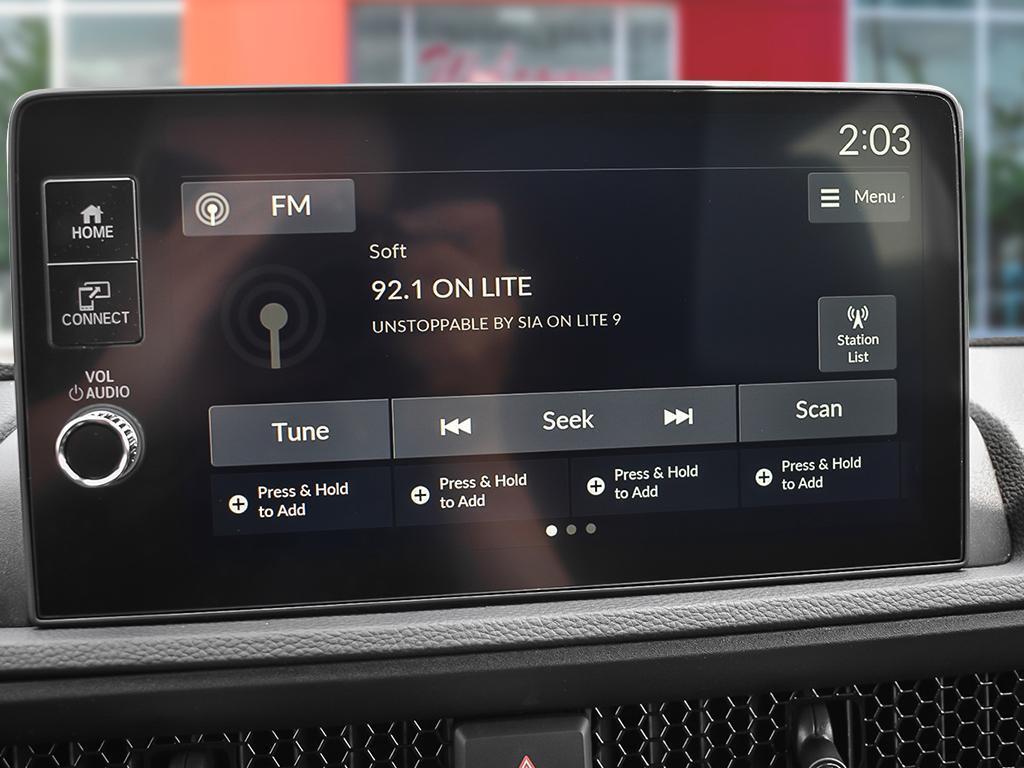 2:03
HOME
FM
Menu
Soft
92.1 ON LITE
UNSTOPPABLE BY SIA ON LITE 9
CONNECT
Station
List
VOL
AUDIO
Tune
Seek
Scan
Press & Hold
to Add
Press & Hold
to Add
Press & Hold
to Add
Press & Hold
to Add